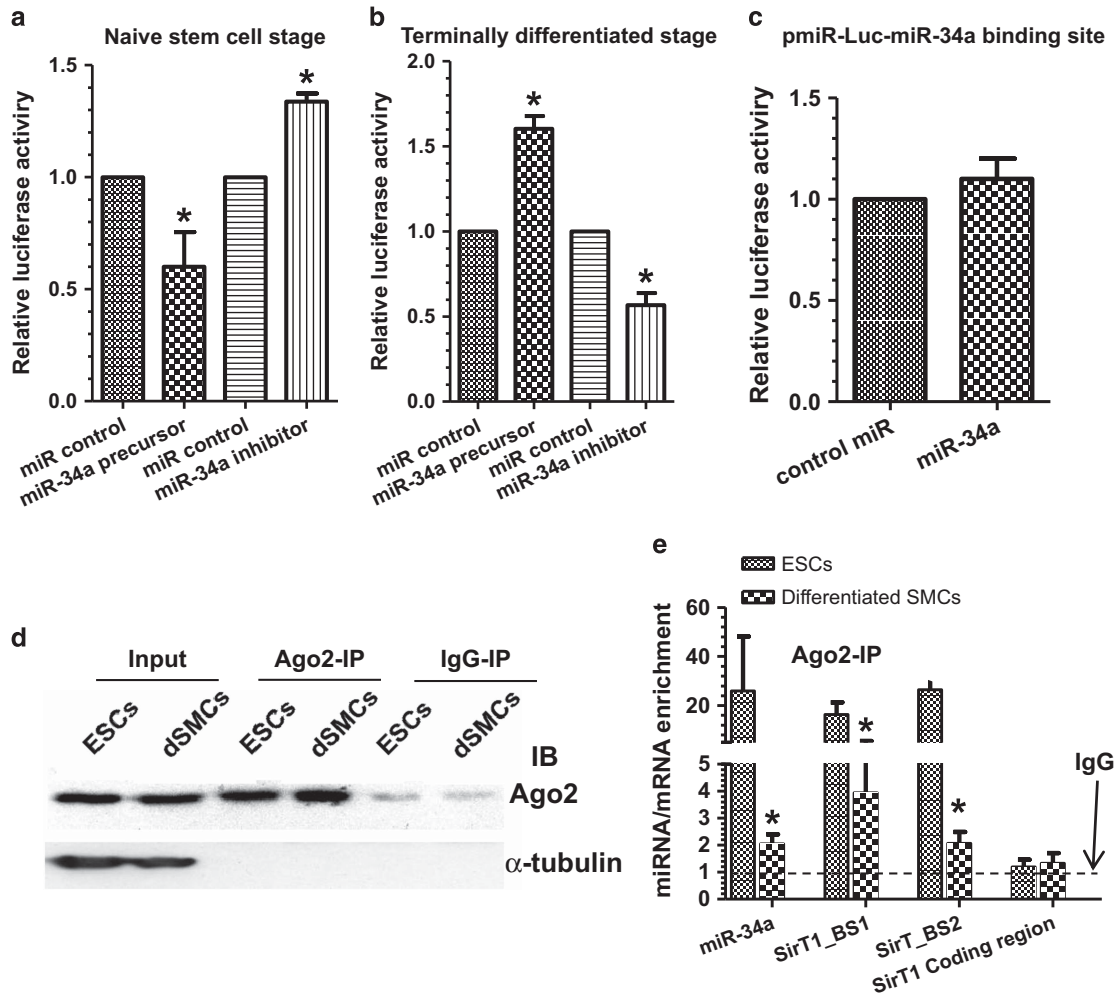 a
Naive stem cell stage
Relative luciferase activiry
1.5
1.0
0.5
0.0
miR control
miR-34a precursor
miR control
miR-34a inhibitor
*
*
b
Terminally differentiated stage
Relative luciferase activiry
2.0
1.5
1.0
0.5
0.0
miR control
miR-34a precursor
miR control
miR-34a inhibitor
*
*
c
pmiR-Luc-miR-34a binding site
Relative luciferase activiry
1.5
1.0
0.5
0.0
control miR
miR-34a
d
Input
Ago2-IP
IgG-IP
ESCs
dSMCs
ESCs
dSMCs
ESCs
dSMCs
IB
Ago2
α-tubulin
e
ESCs
Differentiated SMCs
Ago2-IP
miRNA/mRNA enrichment
60
40
20
5
4
3
2
1
0
*
*
*
IgG
miR-34a
SirT1_BS1
SirT_BS2
SirT1 Coding region